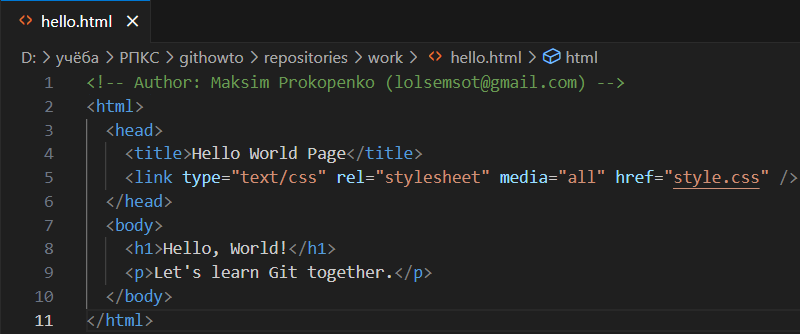 hello.html
D: > учёба > РПКС > githowto > repositories > work > hello.html > html
1 <!-- Author: Maksim Prokopenko (lolsemsot@gmail.com) -->
2 <html>
3 <head>
4 <title>Hello World Page</title>
5 <link type="text/css" rel="stylesheet" media="all" href="style.css" />
6 </head>
7 <body>
8 <h1>Hello, World!</h1>
9 <p>Let's learn Git together.</p>
10 </body>
11 </html>